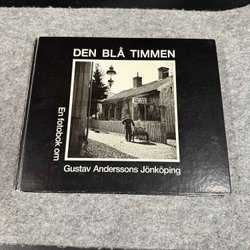 DEN BLÅ TIMMEN
En fotobok om
Gustav Anderssons Jönköping